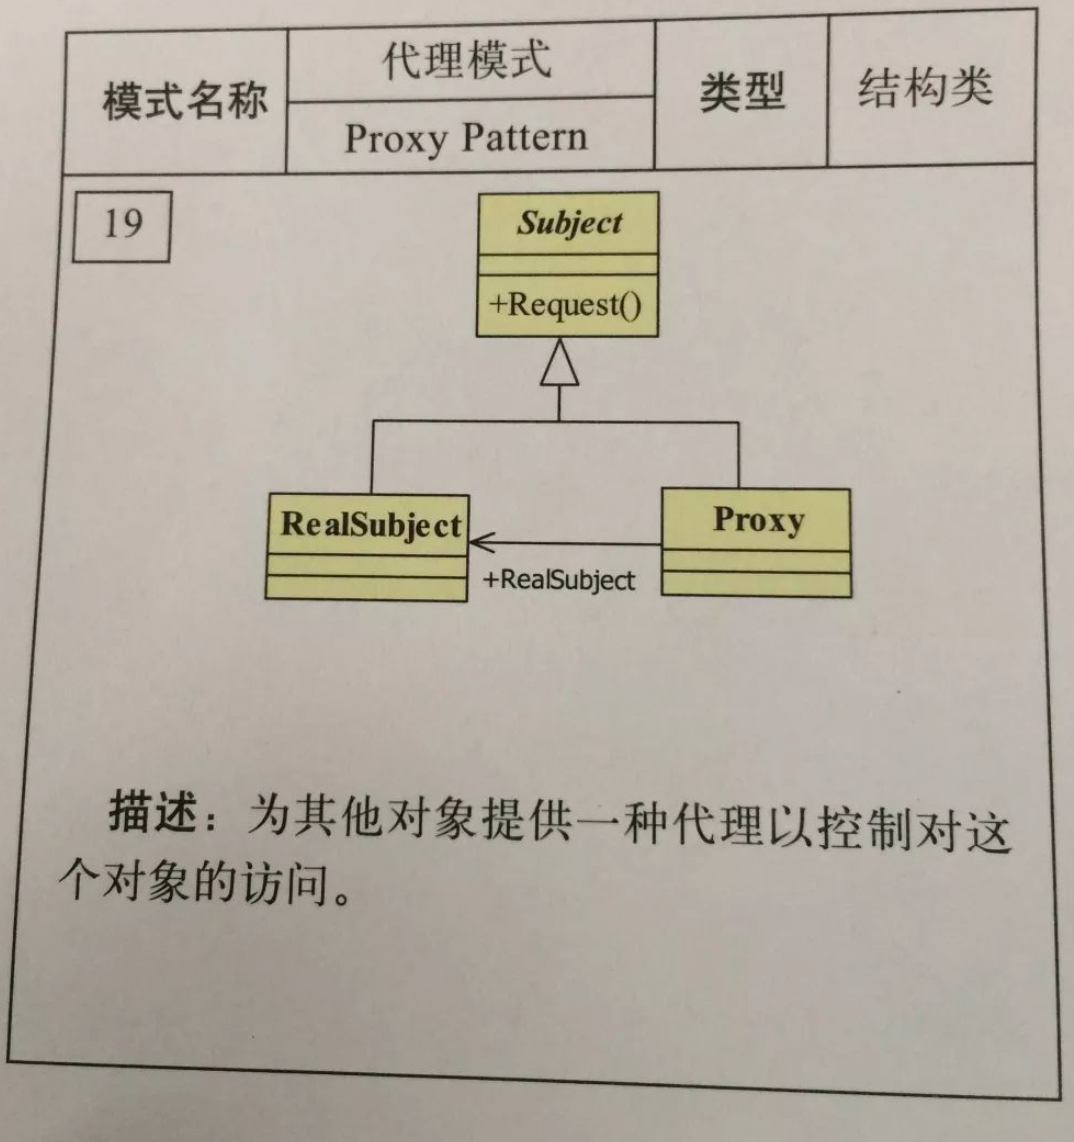 模式名称
代理模式
Proxy Pattern
类型
结构类
19
Subject
+Request()
RealSubject
Proxy
+RealSubject
描述：为其他对象提供一种代理以控制对这
个对象的访问。